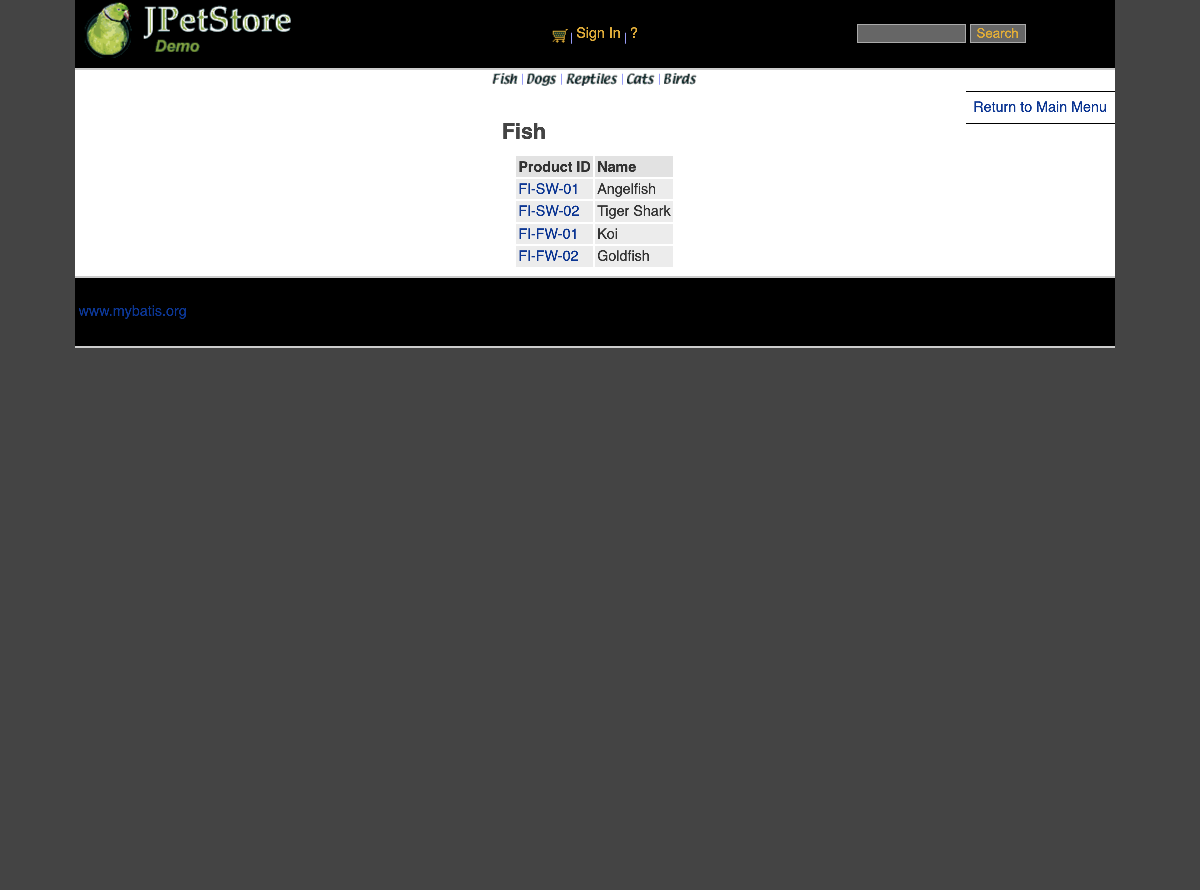 JPetStore
Demo
Sign In | ?
Search
Fish | Dogs | Reptiles | Cats | Birds
Return to Main Menu
Fish
Product ID Name
FI-SW-01 Angelfish
FI-SW-02 Tiger Shark
FI-FW-01 Koi
FI-FW-02 Goldfish
www.mybatis.org